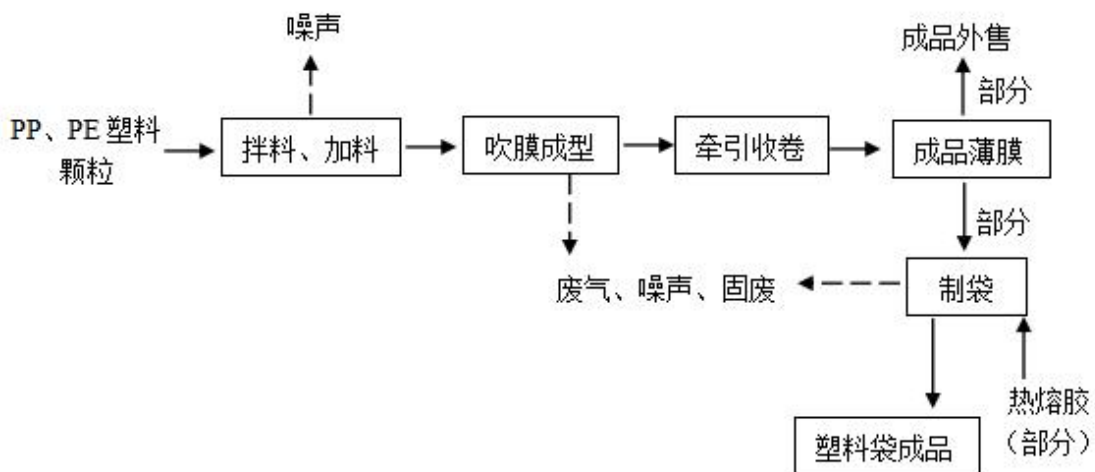 噪声
成品外售
部分
PP、PE 塑料
颗粒
拌料、加料
吹膜成型
牵引收卷
成品薄膜
部分
废气、噪声、固废
制袋
热熔胶
（部分）
塑料袋成品